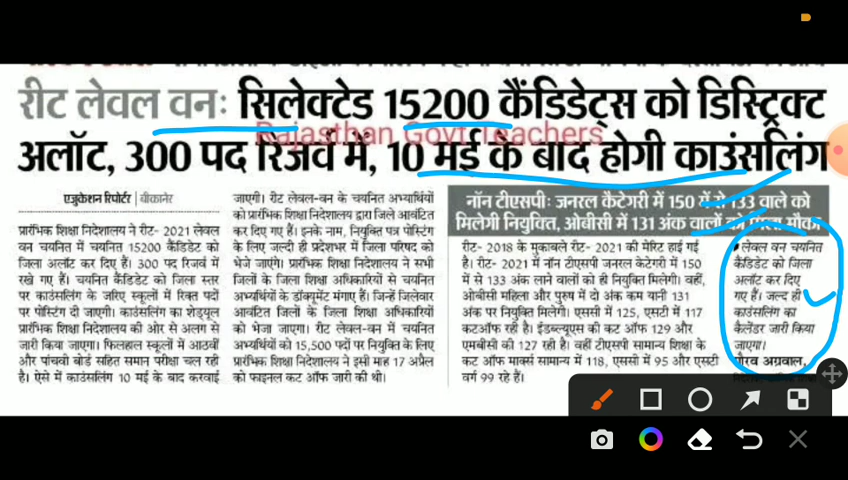 रीट लेवल वनः सिलेक्टेड 15200 कैंडिडेट्स को डिस्ट्रिक्ट
अलॉट, 300 पद रिजर्व में, 10 मई के बाद होगी काउंसलिंग
Rajasthan Govt Teachers
एजुकेशन रिपोर्टर | बीकानेर
प्रारंभिक शिक्षा निदेशालय ने रीट- 2021 लेवल
वन चयनित में चयनित 15200 कैंडिडेट को
जिला अलॉट कर दिए हैं। 300 पद रिजर्व में
रखे गए हैं। चयनित कैंडिडेट को जिला स्तर
पर काउंसलिंग के जरिए स्कूलों में रिक्त पदों
पर पोस्टिंग दी जाएगी। काउंसलिंग का शेड्यूल
प्रारंभिक शिक्षा निदेशालय की ओर से अलग से
जारी किया जाएगा। फिलहाल स्कूलों में आठवीं
और पांचवी बोर्ड सहित समान परीक्षा चल रही
है। ऐसे में काउंसलिंग 10 मई के बाद करवाई
जाएगी। रीट लेवल-वन के चयनित अभ्यार्थियों
को प्रारंभिक शिक्षा निदेशालय द्वारा जिले आवंटित
कर दिए गए हैं। इनके नाम, नियुक्ति पत्र पोस्टिंग
के लिए जल्दी ही प्रदेशभर में जिला परिषद को
भेजे जाएंगे। प्रारंभिक शिक्षा निदेशालय ने सभी
जिलों के जिला शिक्षा अधिकारियों से चयनित
अभ्यर्थियों के डॉक्यूमेंट मंगाए हैं। जिन्हें जिलेवार
आवंटित जिलों के जिला शिक्षा अधिकारियों
को भेजा जाएगा। रीट लेवल-वन में चयनित
अभ्यर्थियों को 15,500 पदों पर नियुक्ति के लिए
प्रारंभिक शिक्षा निदेशालय ने इसी माह 17 अप्रैल
को फाइनल कट ऑफ जारी की थी।
नॉन टीएसपी: जनरल कैटेगरी में 150 में से 133 वाले को
मिलेगी नियुक्ति, ओबीसी में 131 अंक वालों को मिला मौका
रीट- 2018 के मुकाबले रीट- 2021 की मेरिट हाई गई
है। रीट- 2021 में नॉन टीएसपी जनरल केटेगरी में 150
में से 133 अंक लाने वालों को ही नियुक्ति मिलेगी। वहीं,
ओबीसी महिला और पुरुष में दो अंक कम यानी 131
अंक पर नियुक्ति मिलेगी। एससी में 125, एसटी में 117
कटऑफ रही है। ईडब्ल्यूएस की कट ऑफ 129 और
एमबीसी की 127 रही है। वहीं टीएसपी सामान्य शिक्षा के
कट ऑफ मार्क्स सामान्य में 118, एससी में 95 और एसटी
वर्ग 99 रहे हैं।
लेवल वन चयनित
कैंडिडेट को जिला
अलॉट कर दिए
गए हैं। जल्द ही
काउंसलिंग का
कैलेंडर जारी किया
जाएगा।
गौरव अग्रवाल,